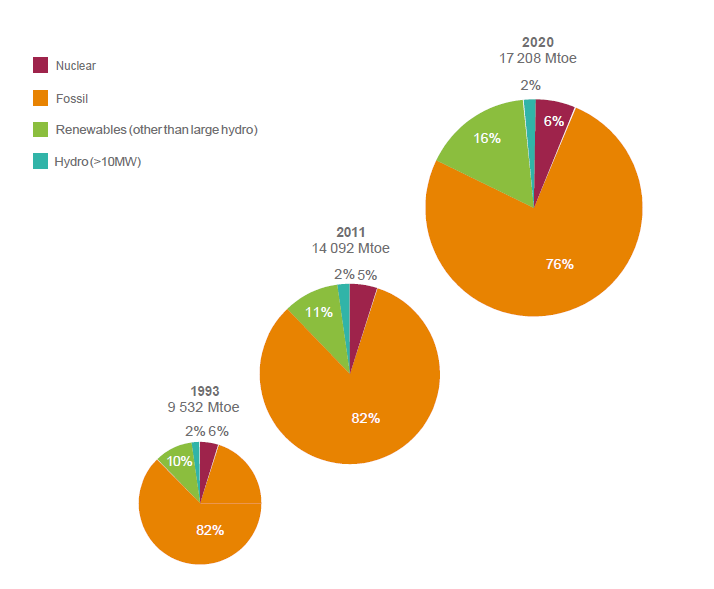 2020
17 208 Mtoe
Nuclear
2%
Fossil
6%
Renewables (other than large hydro)
16%
Hydro (>10MW)
2011
14 092 Mtoe
76%
2% 5%
11%
1993
9 532 Mtoe
82%
2% 6%
10%
82%